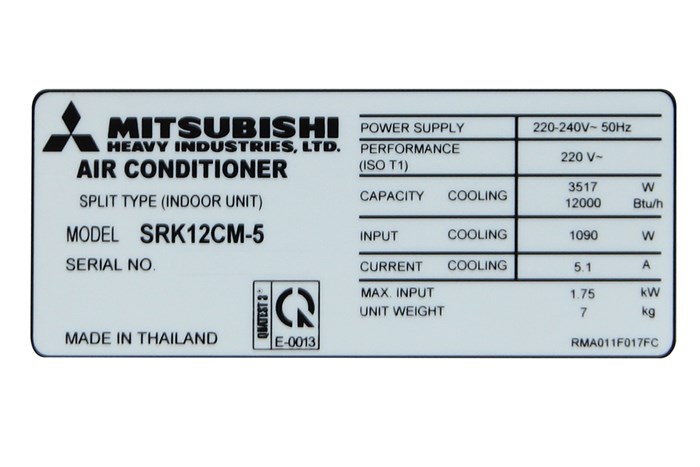 MITSUBISHI
HEAVY INDUSTRIES, LTD.
AIR CONDITIONER
SPLIT TYPE (INDOOR UNIT)
MODEL SRK12CM-5
SERIAL NO.
QUATEST 3
E-0013
MADE IN THAILAND
POWER SUPPLY 220-240V~ 50Hz
PERFORMANCE
(ISO T1) 220 V~
CAPACITY COOLING 3517 W
12000 Btu/h
INPUT COOLING 1090 W
CURRENT COOLING 5.1 A
MAX. INPUT 1.75 kW
UNIT WEIGHT 7 kg
RMA011F017FC